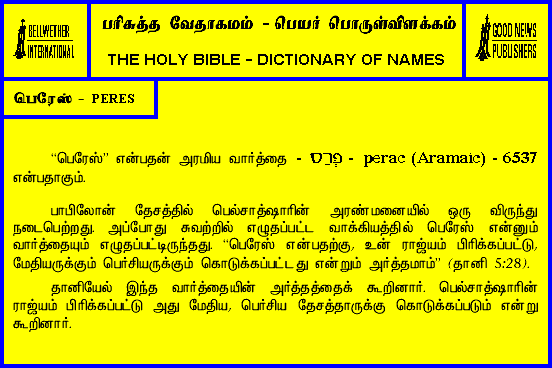 BELLWETHER
INTERNATIONAL
பரிசுத்த வேதாகமம் - பெயர் பொருள்விளக்கம்
THE HOLY BIBLE - DICTIONARY OF NAMES
GOOD NEWS
PUBLISHERS
பெரேஸ் - PERES
“பெரேஸ்” என்பதன் அரமிய வார்த்தை - פְּרַס - perac (Aramaic) - 6537
என்பதாகும்.
பாபிலோன் தேசத்தில் பெல்சாத்ஷாரின் அரண்மனையில் ஒரு விருந்து
நடைபெற்றது. அப்போது சுவற்றில் எழுதப்பட்ட வாக்கியத்தில் பெரேஸ் என்னும்
வார்த்தையும் எழுதப்பட்டிருந்தது. “பெரேஸ் என்பதற்கு, உன் ராஜ்யம் பிரிக்கப்பட்டு,
மேதியருக்கும் பெர்சியருக்கும் கொடுக்கப்பட்டது என்றும் அர்த்தமாம்” (தானி 5:28).
தானியேல் இந்த வார்த்தையின் அர்த்தத்தைக் கூறினார். பெல்சாத்ஷாரின்
ராஜ்யம் பிரிக்கப்பட்டு அது மேதிய, பெர்சிய தேசத்தாருக்கு கொடுக்கப்படும் என்று
கூறினார்.